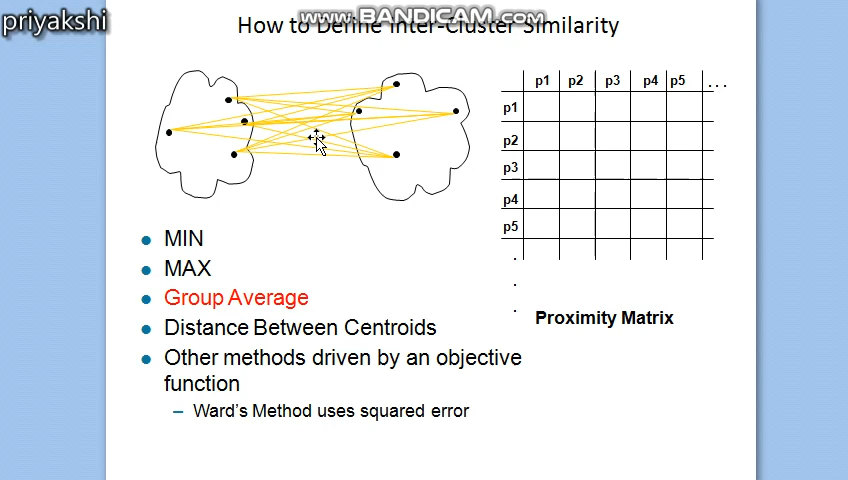 priyakshi
www.BANDICAM.com
How to Define Inter-Cluster Similarity
p1 p2 p3 p4 p5 ...
p1
p2
p3
p4
p5
.
.
.
Proximity Matrix
● MIN
● MAX
● Group Average
● Distance Between Centroids
● Other methods driven by an objective
function
– Ward's Method uses squared error